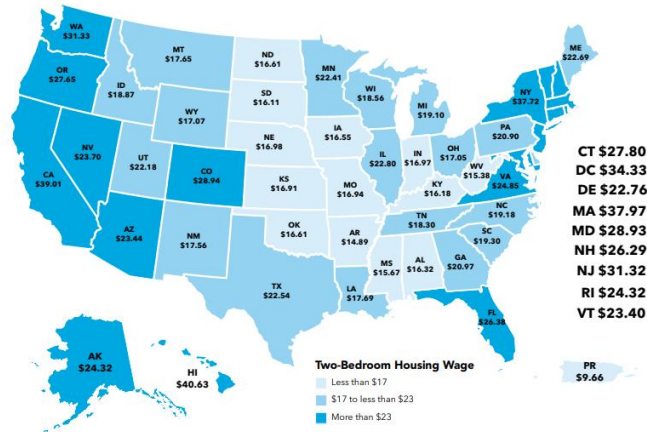 WA
$31.33
OR
$27.65
CA
$39.01
ID
$18.87
NV
$23.70
MT
$17.65
WY
$17.07
UT
$22.18
AZ
$23.44
CO
$28.94
NM
$17.56
ND
$16.61
SD
$16.11
NE
$16.98
KS
$16.91
OK
$16.61
TX
$22.54
MN
$22.41
IA
$16.55
MO
$16.94
AR
$14.89
LA
$17.69
WI
$18.56
IL
$22.80
MI
$19.10
IN
$16.97
OH
$17.05
KY
$16.18
TN
$18.30
MS
$15.67
AL
$16.32
GA
$20.97
FL
$26.38
SC
$19.30
NC
$19.18
VA
$24.85
WV
$15.38
PA
$20.90
NY
$37.72
ME
$22.69
CT $27.80
DC $34.33
DE $22.76
MA $37.97
MD $28.93
NH $26.29
NJ $31.32
RI $24.32
VT $23.40
AK
$24.32
HI
$40.63
PR
$9.66
Two-Bedroom Housing Wage
Less than $17
$17 to less than $23
More than $23